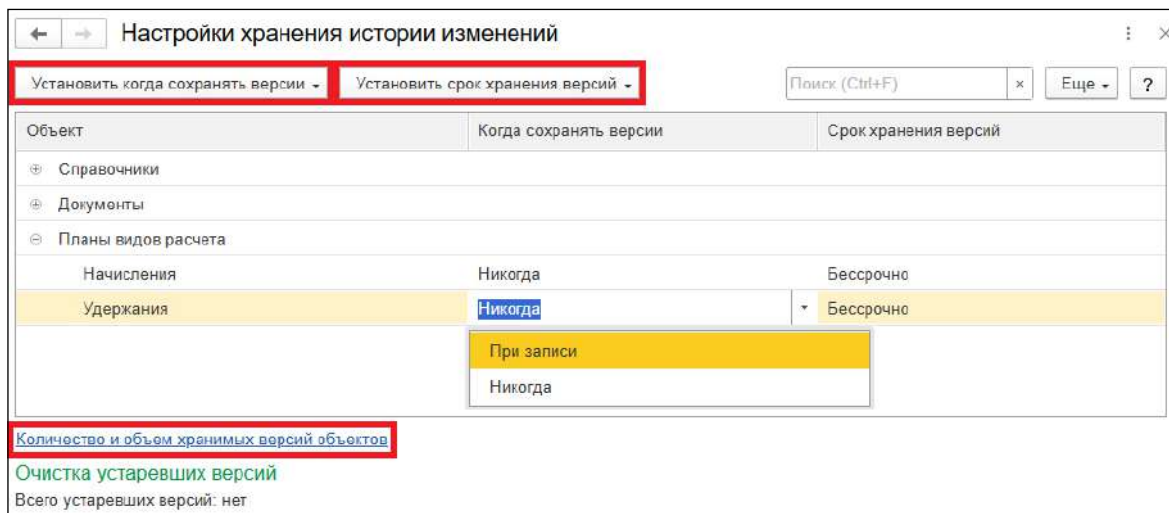 Настройки хранения истории изменений
Установить когда сохранять версии Установить срок хранения версий Поиск (Ctrl+F) × Еще ?
Объект Когда сохранять версии Срок хранения версий
Справочники
Документы
Планы видов расчета
Начисления Никогда Бессрочно
Удержания Никогда Бессрочно
При записи
Никогда
Количество и объем хранимых версий объектов
Очистка устаревших версий
Всего устаревших версий: нет